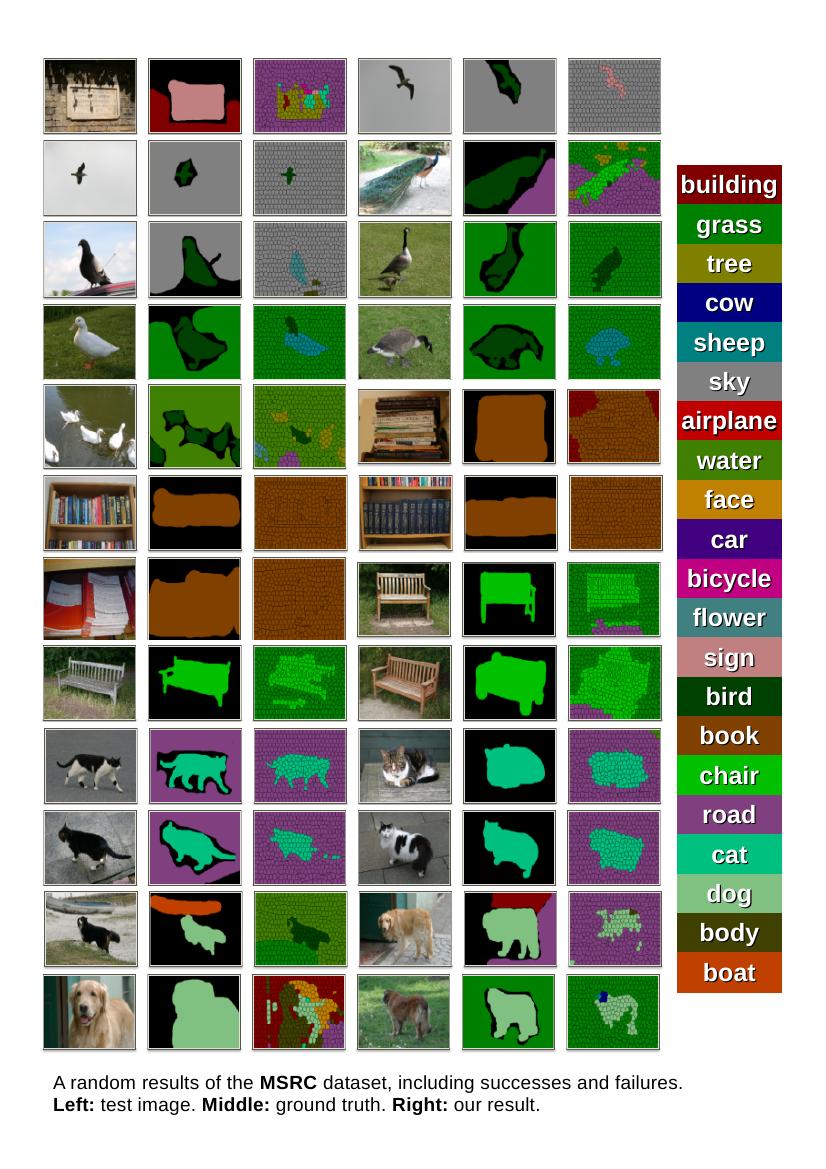 building
grass
tree
cow
sheep
sky
airplane
water
face
car
bicycle
flower
sign
bird
book
chair
road
cat
dog
body
boat
A random results of the MSRC dataset, including successes and failures.
Left: test image. Middle: ground truth. Right: our result.